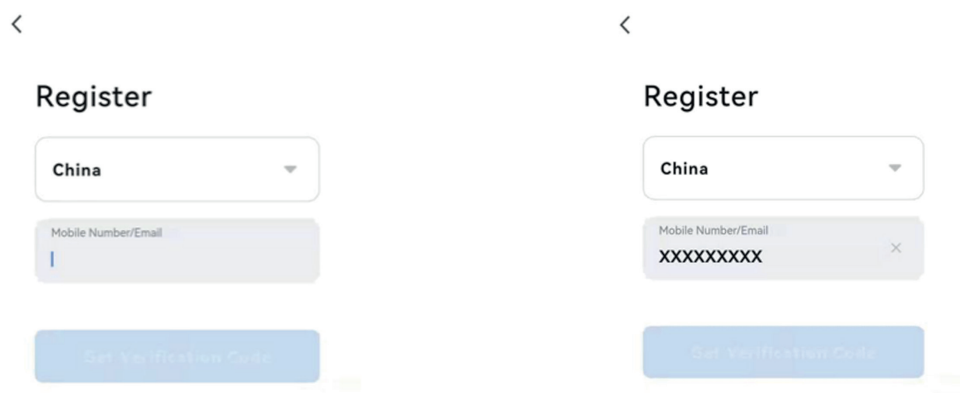 Register
China
Mobile Number/Email
Get Verification Code
Register
China
Mobile Number/Email
XXXXXXXXX
Get Verification Code